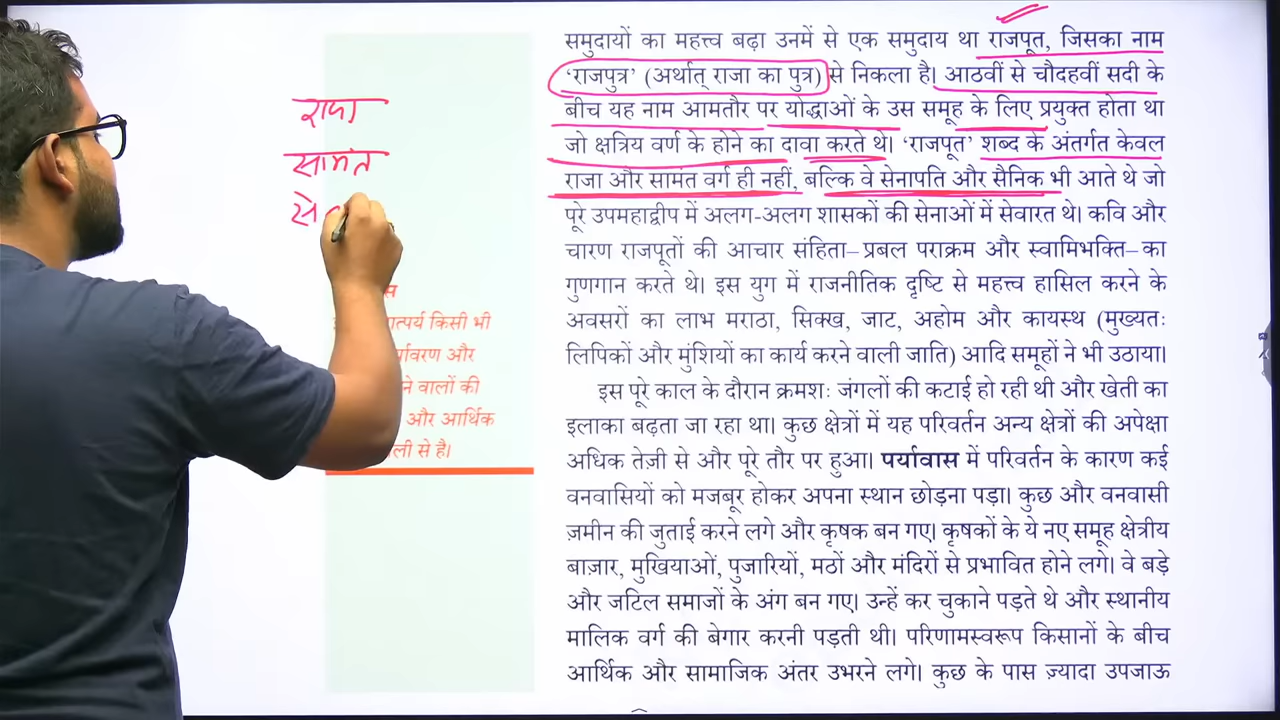 राजा
सामंत
से
स
त्पर्य किसी भी
र्यावरण और
ने वालों की
और आर्थिक
ली से है।
समुदायों का महत्त्व बढ़ा उनमें से एक समुदाय था राजपूत, जिसका नाम
‘राजपुत्र’ (अर्थात् राजा का पुत्र) से निकला है। आठवीं से चौदहवीं सदी के
बीच यह नाम आमतौर पर योद्धाओं के उस समूह के लिए प्रयुक्त होता था
जो क्षत्रिय वर्ण के होने का दावा करते थे। ‘राजपूत’ शब्द के अंतर्गत केवल
राजा और सामंत वर्ग ही नहीं, बल्कि वे सेनापति और सैनिक भी आते थे जो
पूरे उपमहाद्वीप में अलग-अलग शासकों की सेनाओं में सेवारत थे। कवि और
चारण राजपूतों की आचार संहिता–प्रबल पराक्रम और स्वामिभक्ति–का
गुणगान करते थे। इस युग में राजनीतिक दृष्टि से महत्त्व हासिल करने के
अवसरों का लाभ मराठा, सिक्ख, जाट, अहोम और कायस्थ (मुख्यतः
लिपिकों और मुंशियों का कार्य करने वाली जाति) आदि समूहों ने भी उठाया।
इस पूरे काल के दौरान क्रमशः जंगलों की कटाई हो रही थी और खेती का
इलाका बढ़ता जा रहा था। कुछ क्षेत्रों में यह परिवर्तन अन्य क्षेत्रों की अपेक्षा
अधिक तेज़ी से और पूरे तौर पर हुआ। पर्यावास में परिवर्तन के कारण कई
वनवासियों को मजबूर होकर अपना स्थान छोड़ना पड़ा। कुछ और वनवासी
ज़मीन की जुताई करने लगे और कृषक बन गए। कृषकों के ये नए समूह क्षेत्रीय
बाज़ार, मुखियाओं, पुजारियों, मठों और मंदिरों से प्रभावित होने लगे। वे बड़े
और जटिल समाजों के अंग बन गए। उन्हें कर चुकाने पड़ते थे और स्थानीय
मालिक वर्ग की बेगार करनी पड़ती थी। परिणामस्वरूप किसानों के बीच
आर्थिक और सामाजिक अंतर उभरने लगे। कुछ के पास ज़्यादा उपजाऊ